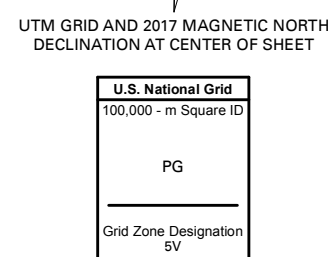 UTM GRID AND 2017 MAGNETIC NORTH
DECLINATION AT CENTER OF SHEET
U.S. National Grid
100,000 - m Square ID
PG
Grid Zone Designation
5V